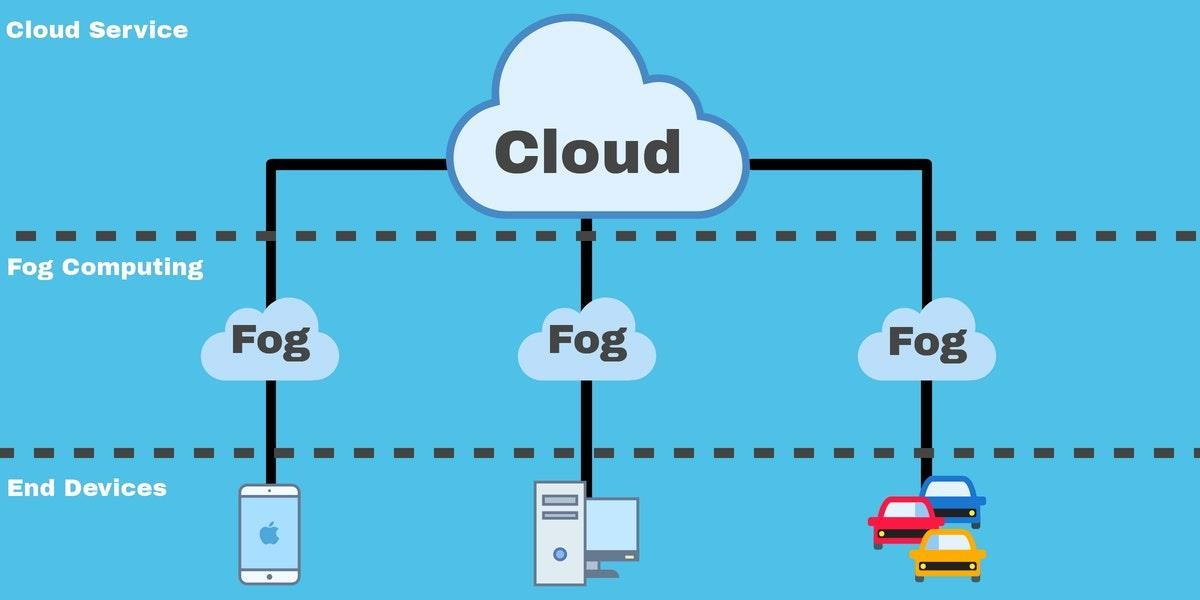 Cloud Service
Cloud
Fog Computing
Fog
Fog
Fog
End Devices